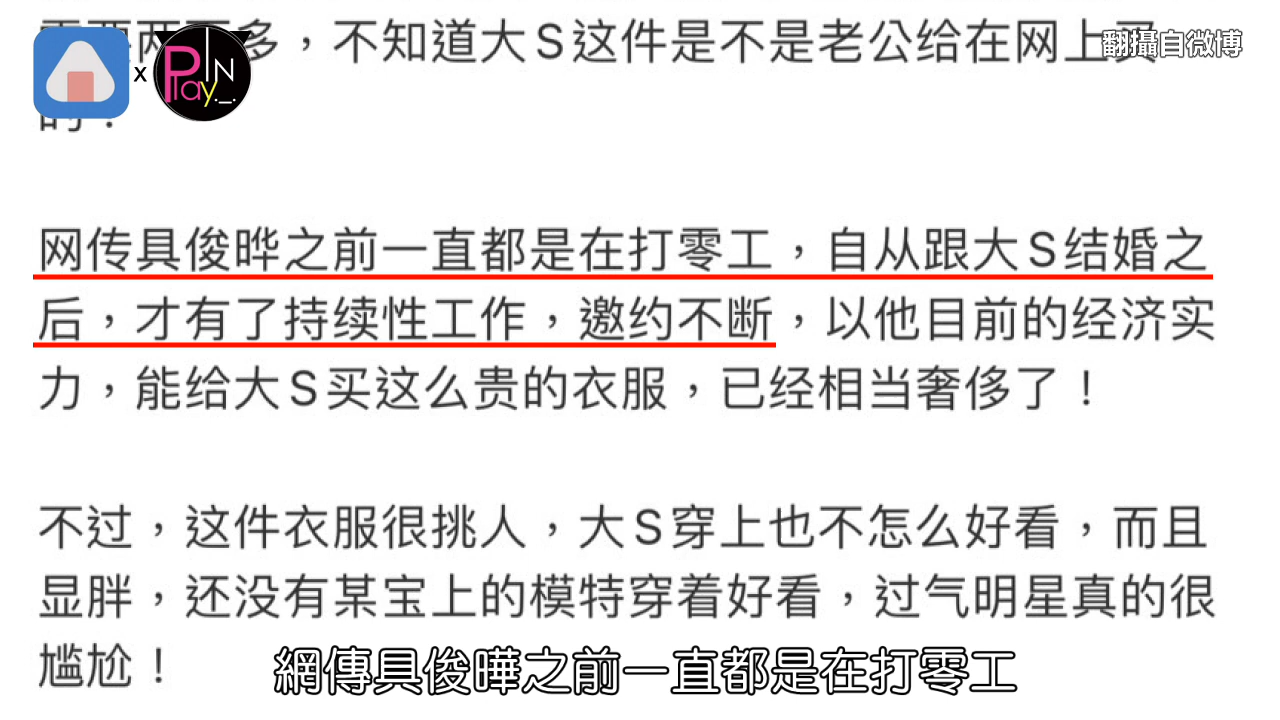 多，不知道大S这件是不是老公给在网上买
的？
翻攝自微博
x
PlayIN
网传具俊晔之前一直都是在打零工，自从跟大S结婚之
后，才有了持续性工作，邀约不断，以他目前的经济实
力，能给大S买这么贵的衣服，已经相当奢侈了！
不过，这件衣服很挑人，大S穿上也不怎么好看，而且
显胖，还没有某宝上的模特穿着好看，过气明星真的很
尴尬！
網傳具俊曄之前一直都是在打零工